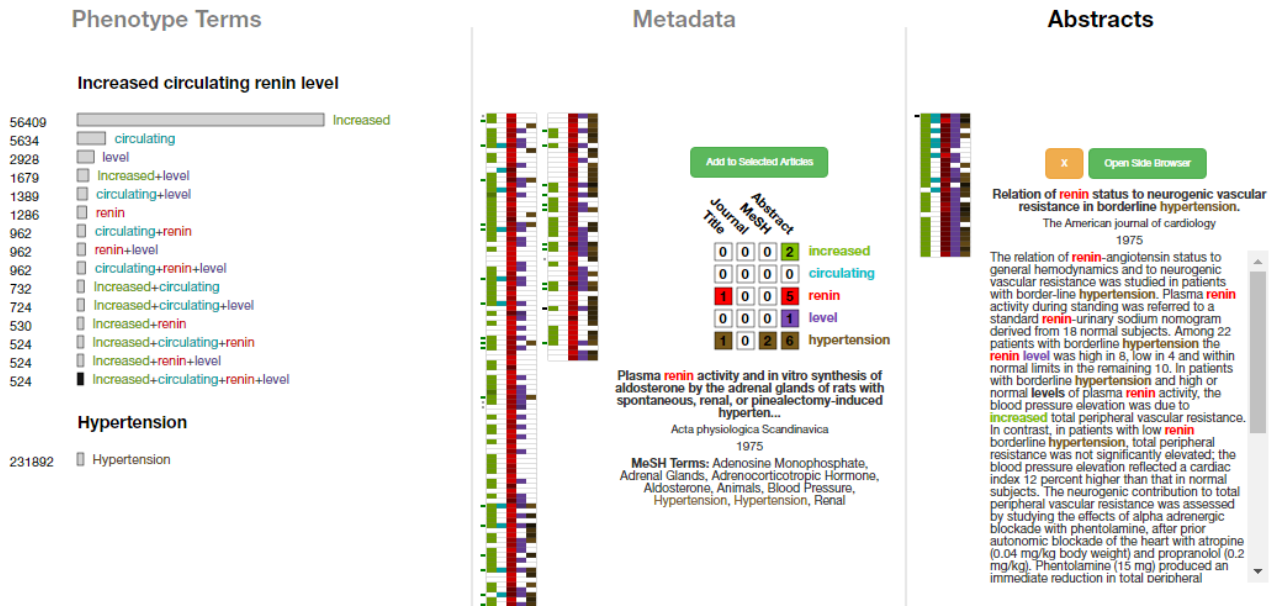 Phenotype Terms
Metadata
Abstracts
Increased circulating renin level
56409 Increased
5634 circulating
2928 level
1679 Increased+level
1389 circulating+level
1286 renin
962 circulating+renin
962 renin+level
962 circulating+renin+level
732 Increased+circulating
724 Increased+circulating+level
530 Increased+renin
524 Increased+circulating+renin
524 Increased+renin+level
524 Increased+circulating+renin+level
Hypertension
231892 Hypertension
Add to Selected Articles
Title Journal MeSH Abstract
0 0 0 2 increased
0 0 0 0 circulating
1 0 0 5 renin
0 0 0 1 level
1 0 2 6 hypertension
Plasma renin activity and in vitro synthesis of
aldosterone by the adrenal glands of rats with
spontaneous, renal, or pinealectomy-induced
hyperten...
Acta physiologica Scandinavica
1975
MeSH Terms: Adenosine Monophosphate,
Adrenal Glands, Adrenocorticotropic Hormone,
Aldosterone, Animals, Blood Pressure,
Hypertension, Hypertension, Renal
X
Open Side Browser
Relation of renin status to neurogenic vascular
resistance in borderline hypertension.
The American journal of cardiology
1975
The relation of renin-angiotensin status to
general hemodynamics and to neurogenic
vascular resistance was studied in patients
with border-line hypertension. Plasma renin
activity during standing was referred to a
standard renin-urinary sodium nomogram
derived from 18 normal subjects. Among 22
patients with borderline hypertension the
renin level was high in 8, low in 4 and within
normal limits in the remaining 10. In patients
with borderline hypertension and high or
normal levels of plasma renin activity, the
blood pressure elevation was due to
increased total peripheral vascular resistance.
In contrast, in patients with low renin
borderline hypertension, total peripheral
resistance was not significantly elevated; the
blood pressure elevation reflected a cardiac
index 12 percent higher than that in normal
subjects. The neurogenic contribution to total
peripheral vascular resistance was assessed
by studying the effects of alpha adrenergic
blockade with phentolamine, after prior
autonomic blockade of the heart with atropine
(0.04 mg/kg body weight) and propranolol (0.2
mg/kg). Phentolamine (15 mg) produced an
immediate reduction in total peripheral